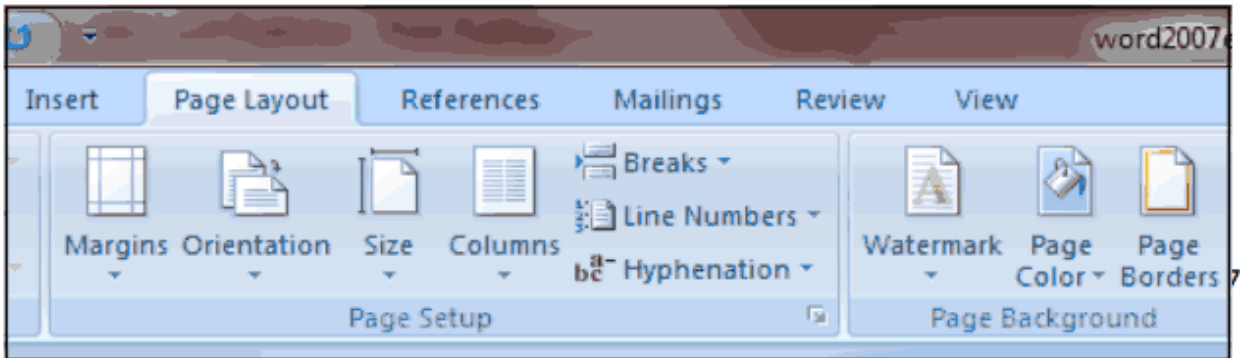 word2007
Insert Page Layout References Mailings Review View
Breaks
Line Numbers
Margins Orientation Size Columns Hyphenation
Watermark Page Color Page Borders
Page Setup Page Background